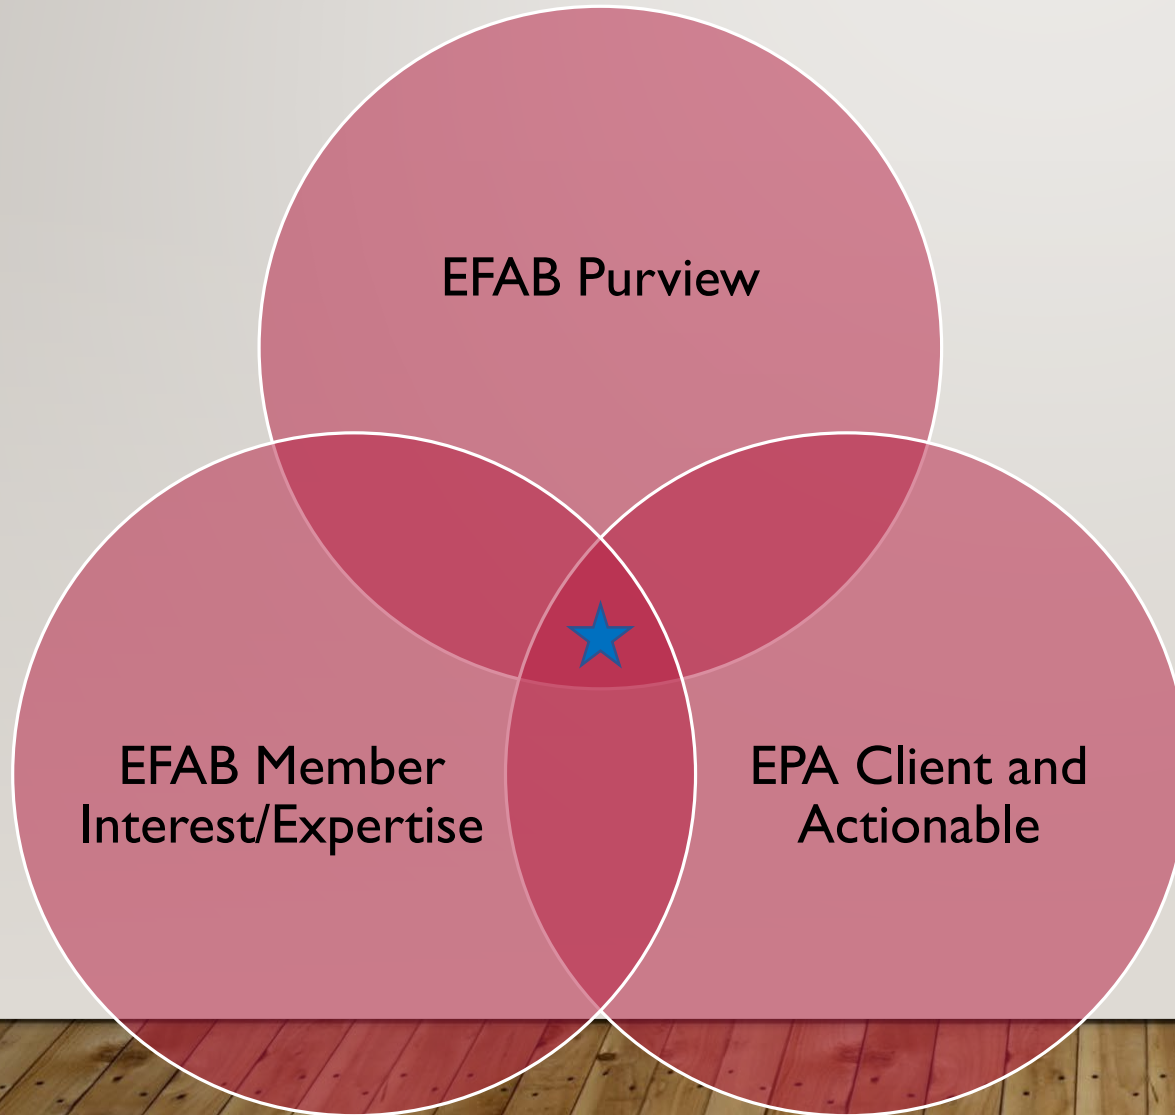 EFAB Purview
EFAB Member
Interest/Expertise
EPA Client and
Actionable